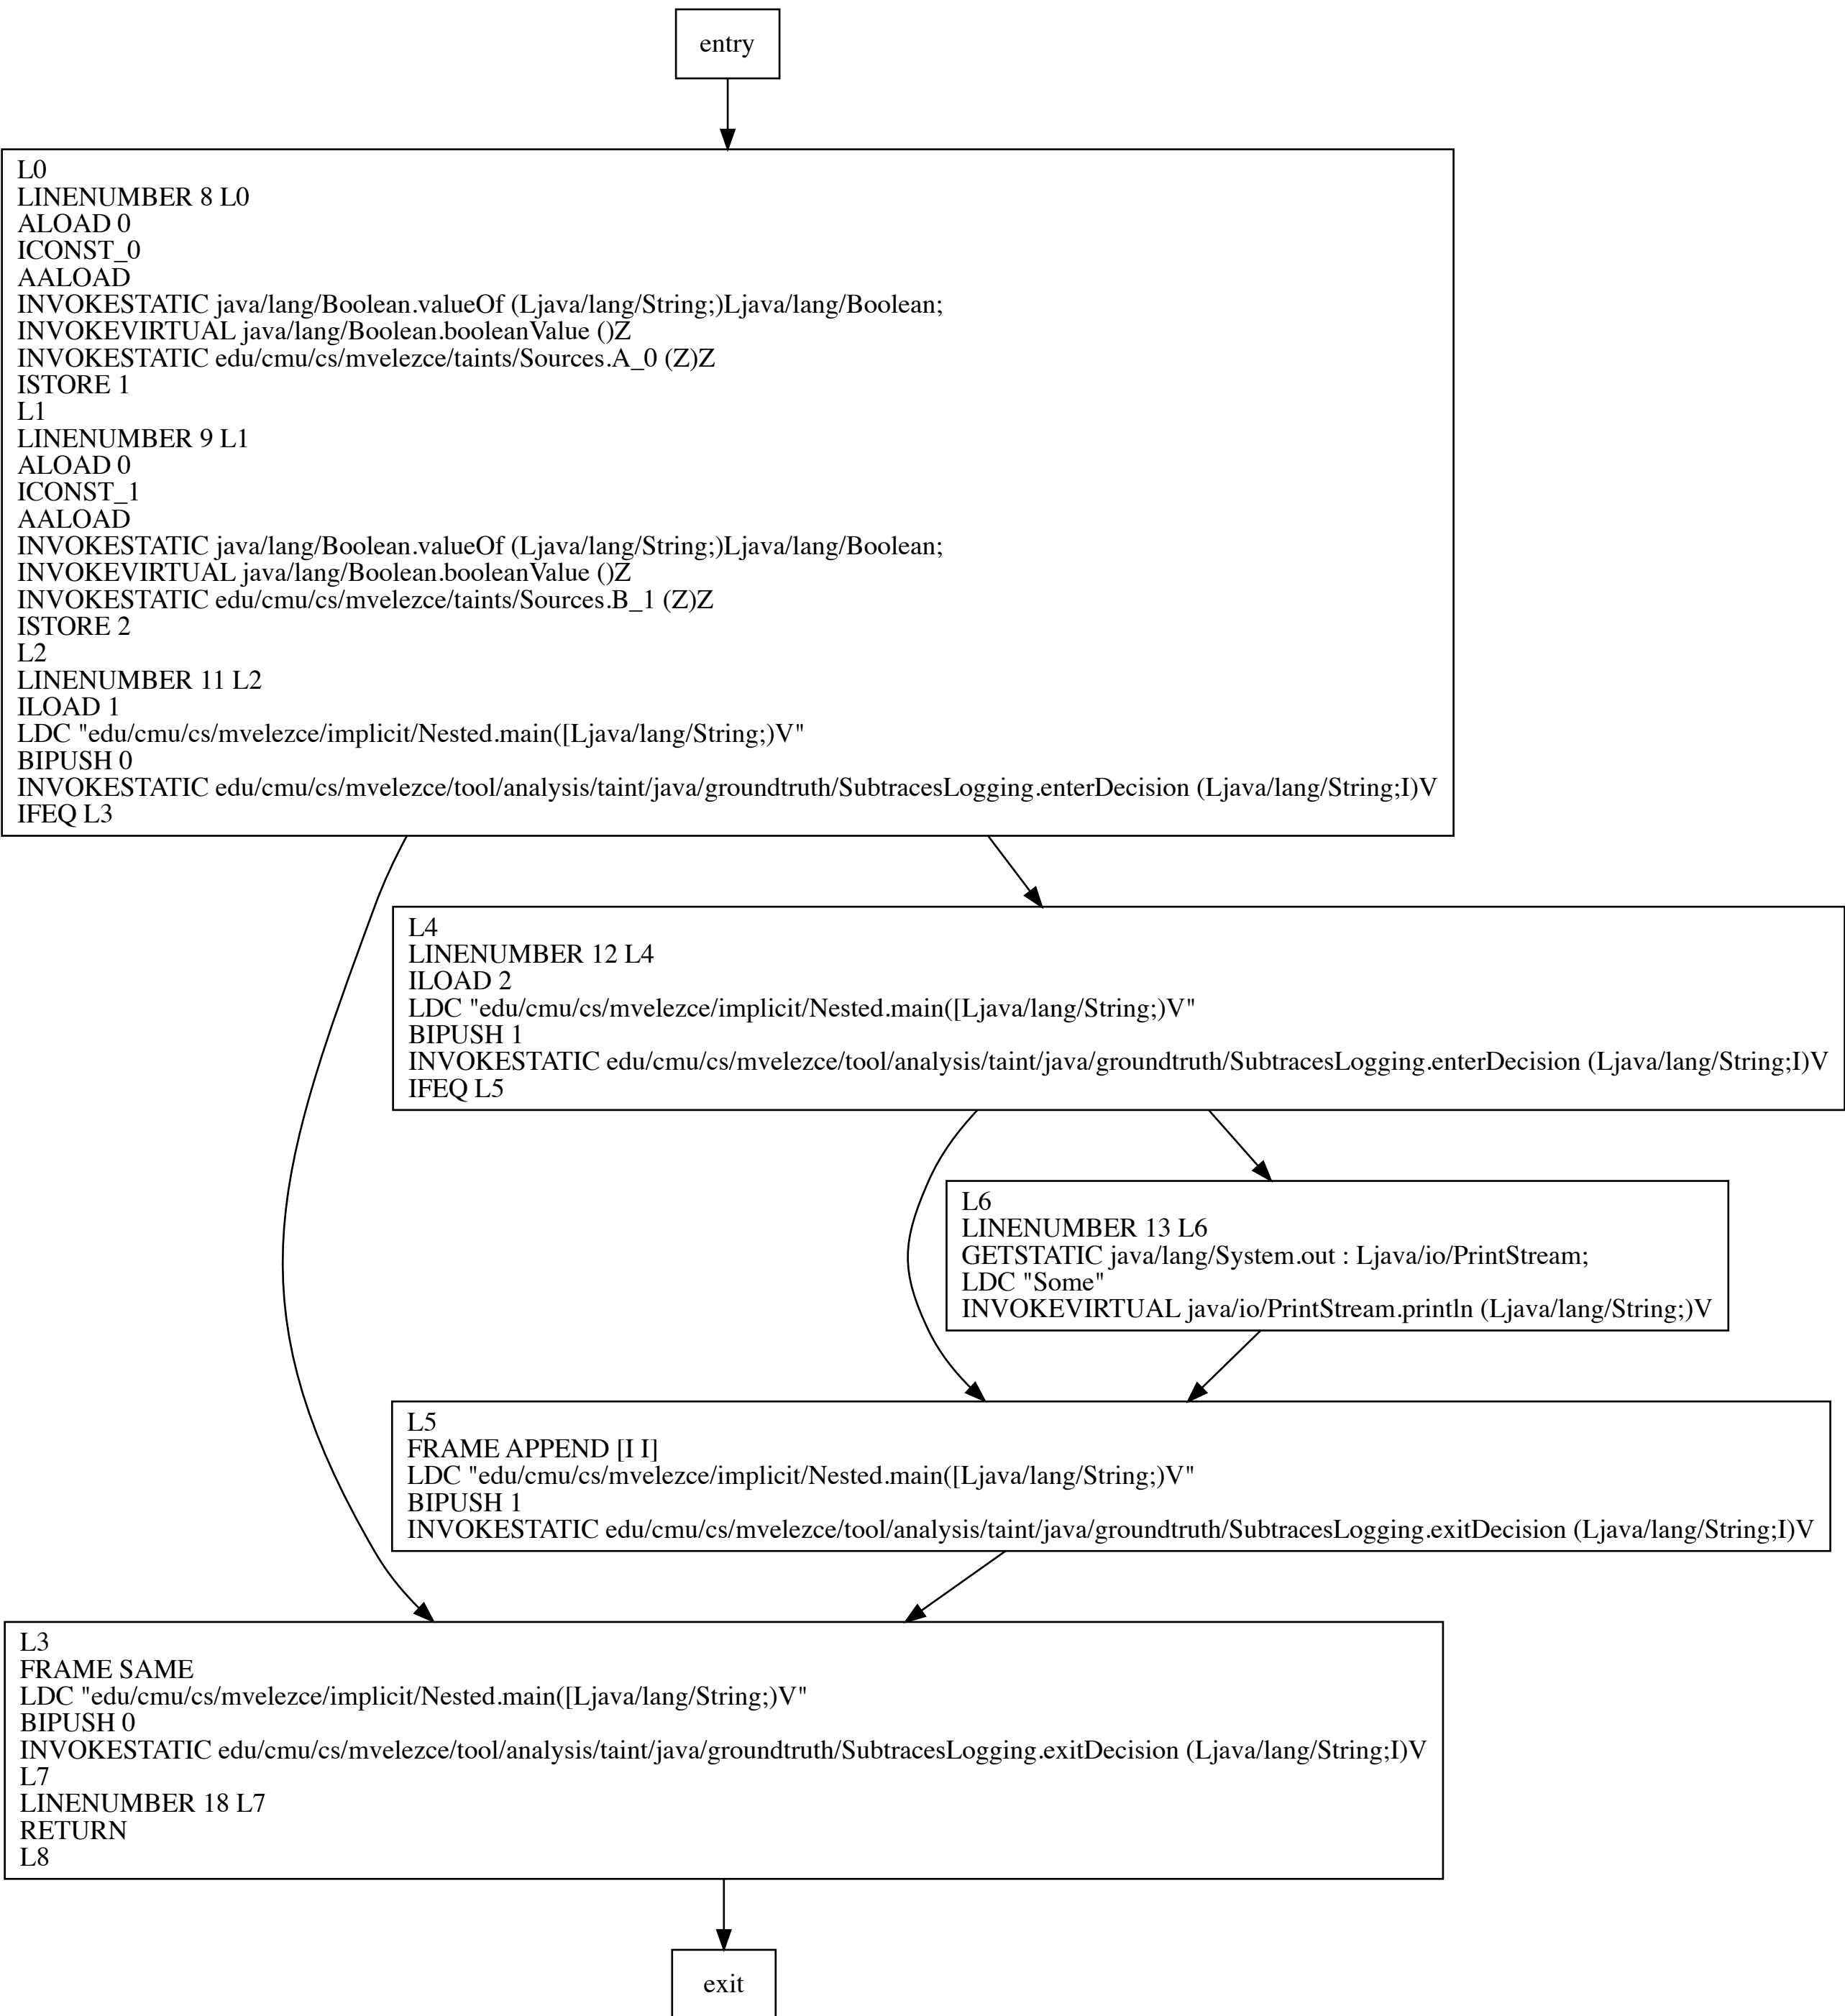 entry
L0
LINENUMBER 8 L0
ALOAD 0
ICONST_0
AALOAD
INVOKESTATIC java/lang/Boolean.valueOf (Ljava/lang/String;)Ljava/lang/Boolean;
INVOKEVIRTUAL java/lang/Boolean.booleanValue ()Z
INVOKESTATIC edu/cmu/cs/mvelezce/taints/Sources.A_0 (Z)Z
ISTORE 1
L1
LINENUMBER 9 L1
ALOAD 0
ICONST_1
AALOAD
INVOKESTATIC java/lang/Boolean.valueOf (Ljava/lang/String;)Ljava/lang/Boolean;
INVOKEVIRTUAL java/lang/Boolean.booleanValue ()Z
INVOKESTATIC edu/cmu/cs/mvelezce/taints/Sources.B_1 (Z)Z
ISTORE 2
L2
LINENUMBER 11 L2
ILOAD 1
LDC "edu/cmu/cs/mvelezce/implicit/Nested.main([Ljava/lang/String;)V"
BIPUSH 0
INVOKESTATIC edu/cmu/cs/mvelezce/tool/analysis/taint/java/groundtruth/SubtracesLogging.enterDecision (Ljava/lang/String;I)V
IFEQ L3
L4
LINENUMBER 12 L4
ILOAD 2
LDC "edu/cmu/cs/mvelezce/implicit/Nested.main([Ljava/lang/String;)V"
BIPUSH 1
INVOKESTATIC edu/cmu/cs/mvelezce/tool/analysis/taint/java/groundtruth/SubtracesLogging.enterDecision (Ljava/lang/String;I)V
IFEQ L5
L6
LINENUMBER 13 L6
GETSTATIC java/lang/System.out : Ljava/io/PrintStream;
LDC "Some"
INVOKEVIRTUAL java/io/PrintStream.println (Ljava/lang/String;)V
L5
FRAME APPEND [I I]
LDC "edu/cmu/cs/mvelezce/implicit/Nested.main([Ljava/lang/String;)V"
BIPUSH 1
INVOKESTATIC edu/cmu/cs/mvelezce/tool/analysis/taint/java/groundtruth/SubtracesLogging.exitDecision (Ljava/lang/String;I)V
L3
FRAME SAME
LDC "edu/cmu/cs/mvelezce/implicit/Nested.main([Ljava/lang/String;)V"
BIPUSH 0
INVOKESTATIC edu/cmu/cs/mvelezce/tool/analysis/taint/java/groundtruth/SubtracesLogging.exitDecision (Ljava/lang/String;I)V
L7
LINENUMBER 18 L7
RETURN
L8
exit